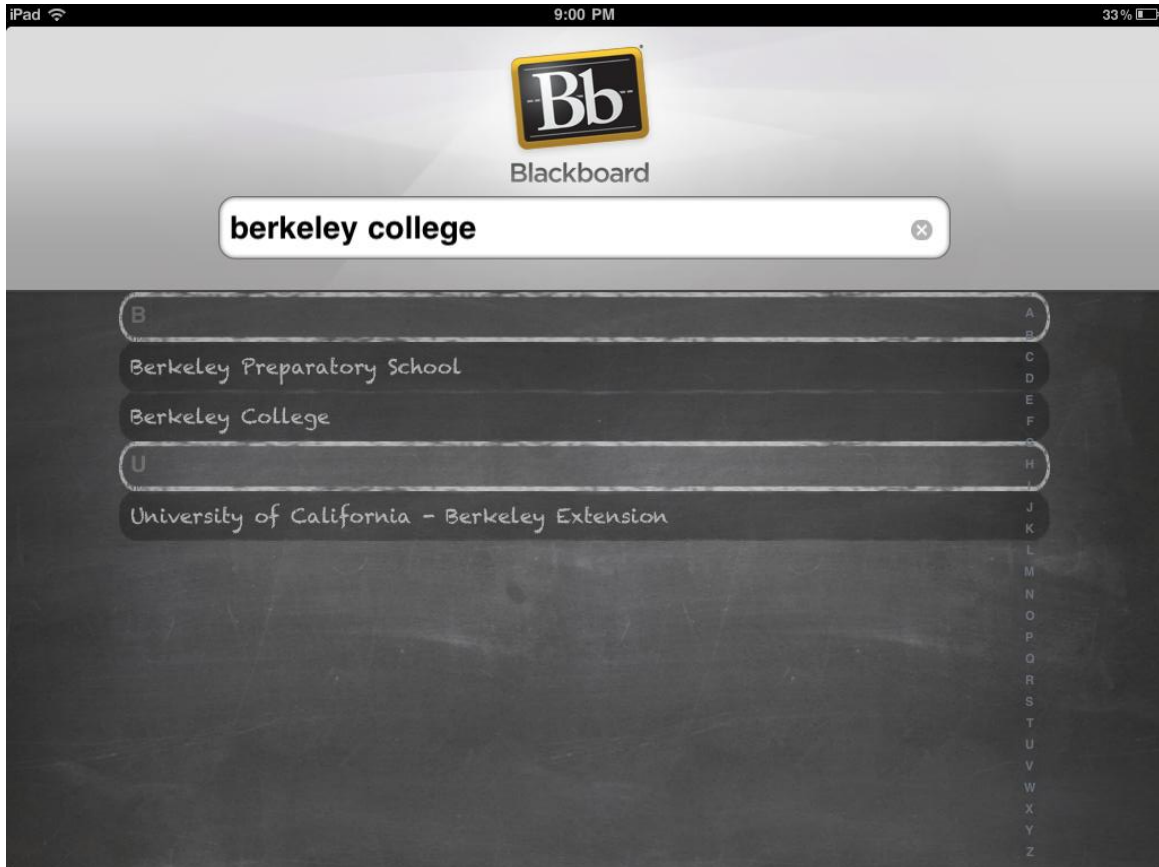 iPad 9:00 PM 33%
Bb
Blackboard
berkeley college
B
Berkeley Preparatory School
Berkeley College
U
University of California - Berkeley Extension
A
B
C
D
E
F
G
H
I
J
K
L
M
N
O
P
Q
R
S
T
U
V
W
X
Y
Z